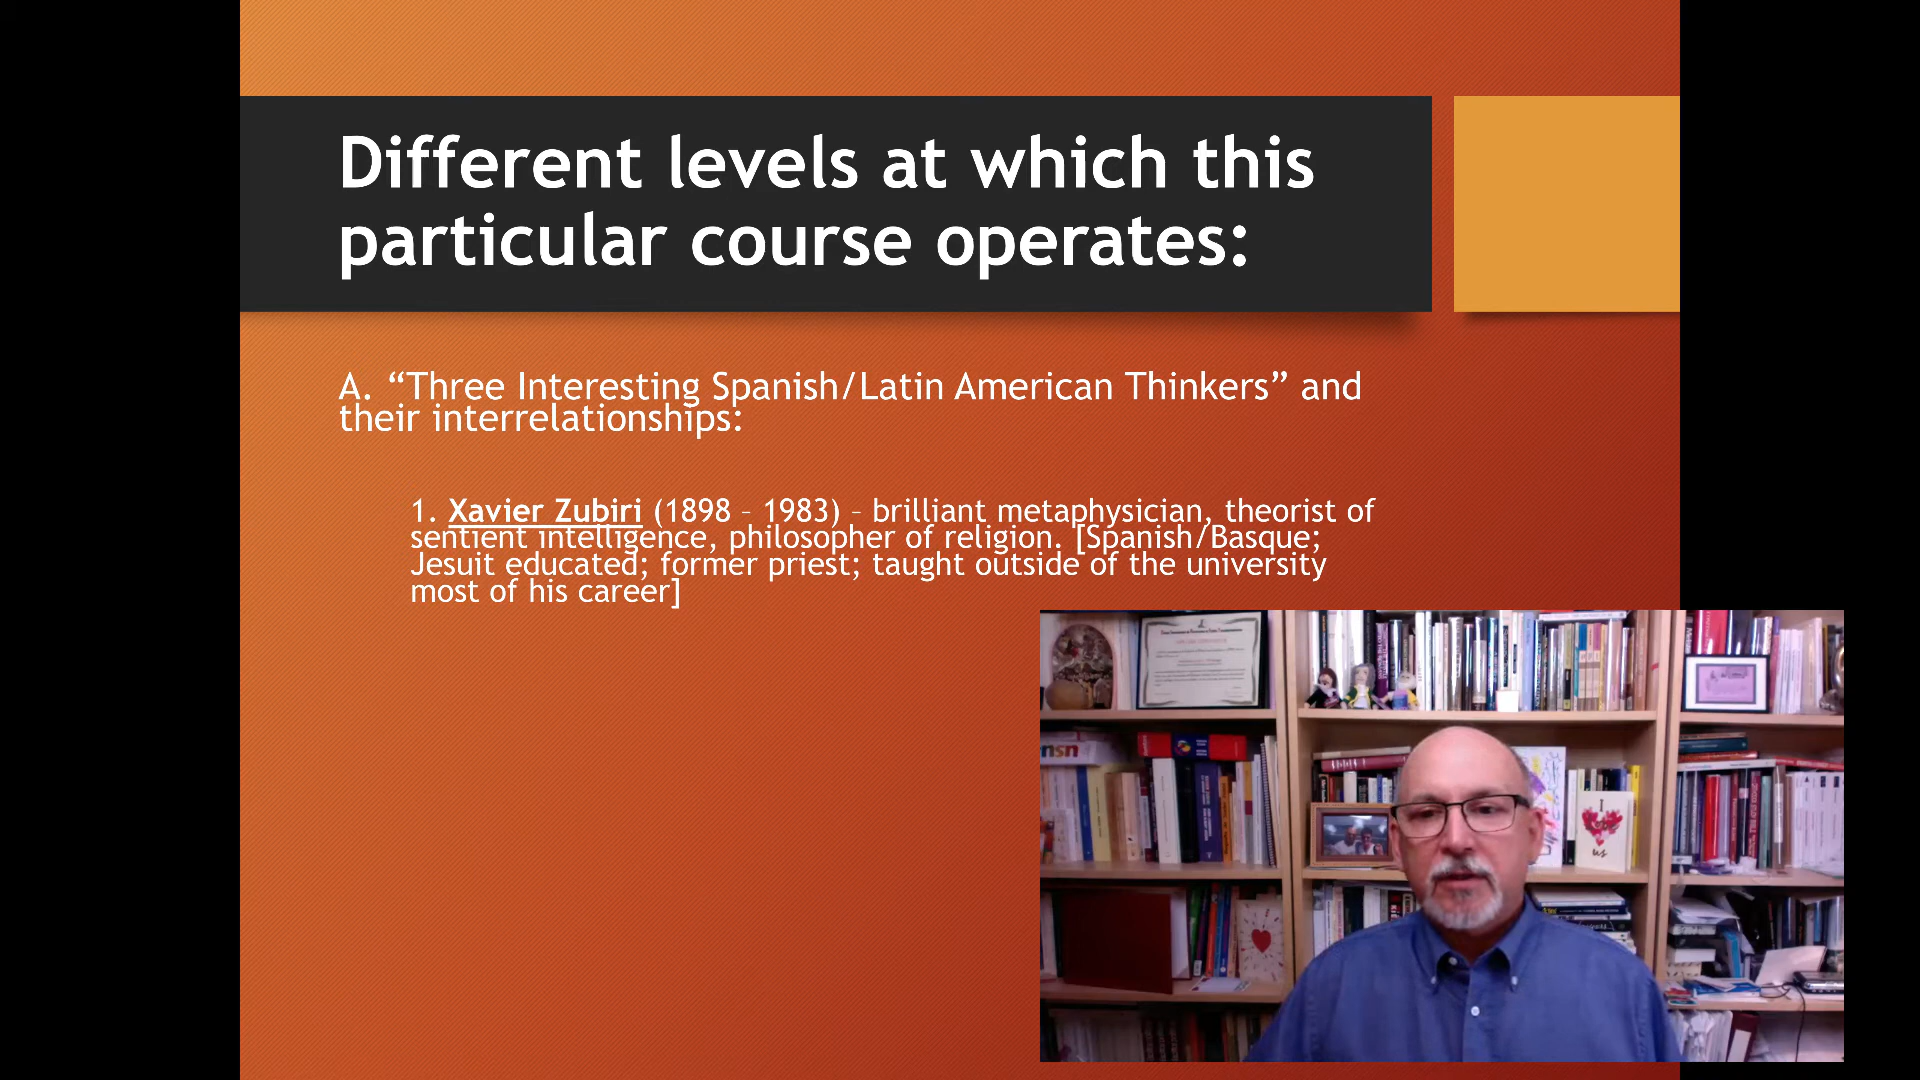 Different levels at which this
particular course operates:
A. “Three Interesting Spanish/Latin American Thinkers” and
their interrelationships:
1. Xavier Zubiri (1898 – 1983) – brilliant metaphysician, theorist of
sentient intelligence, philosopher of religion. [Spanish/Basque;
Jesuit educated; former priest; taught outside of the university
most of his career]
I
us